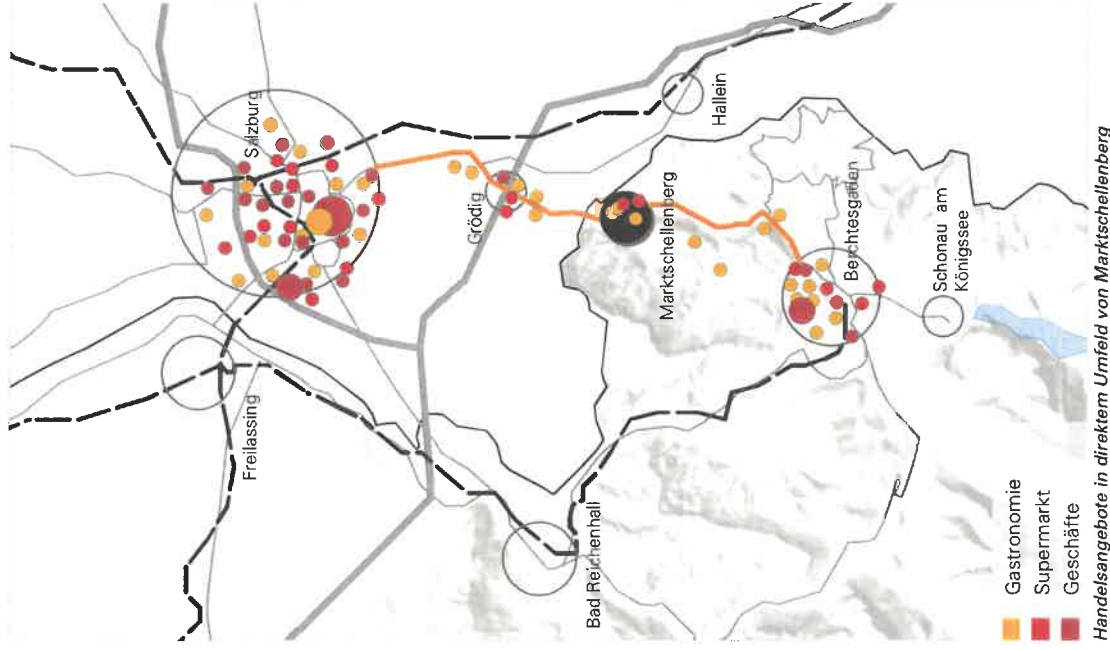 Salzburg
Freilassing
Grödig
Hallein
Marktschellenberg
Bad Reichenhall
Berchtesgaden
Schonau am
Königssee
Gastronomie
Supermarkt
Geschäfte
Handelsangebote in direktem Umfeld von Marktschellenberg